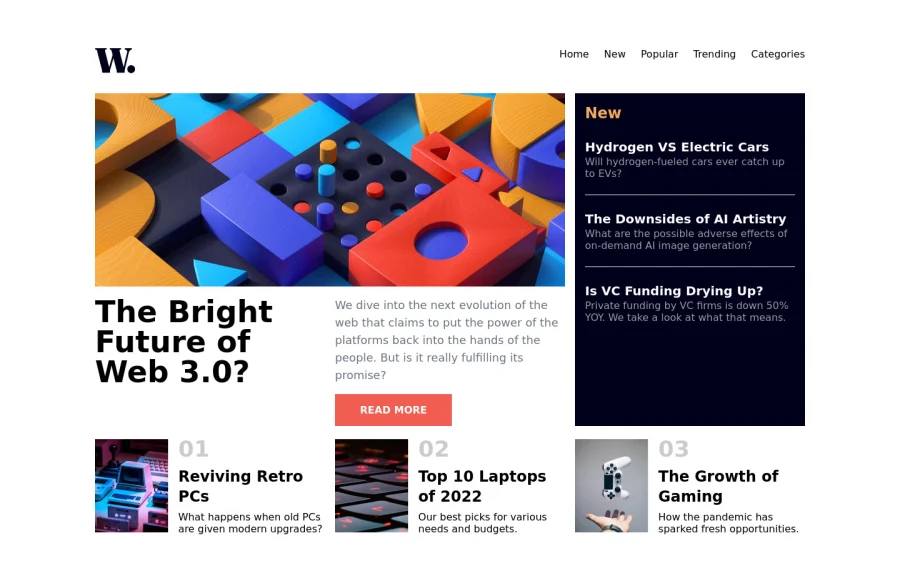 W.
Home New Popular Trending Categories
New
Hydrogen VS Electric Cars
Will hydrogen-fueled cars ever catch up
to EVs?
The Downsides of AI Artistry
What are the possible adverse effects of
on-demand AI image generation?
Is VC Funding Drying Up?
Private funding by VC firms is down 50%
YOY. We take a look at what that means.
The Bright
Future of
Web 3.0?
We dive into the next evolution of the
web that claims to put the power of the
platforms back into the hands of the
people. But is it really fulfilling its
promise?
READ MORE
01
Reviving Retro
PCs
What happens when old PCs
are given modern upgrades?
02
Top 10 Laptops
of 2022
Our best picks for various
needs and budgets.
03
The Growth of
Gaming
How the pandemic has
sparked fresh opportunities.